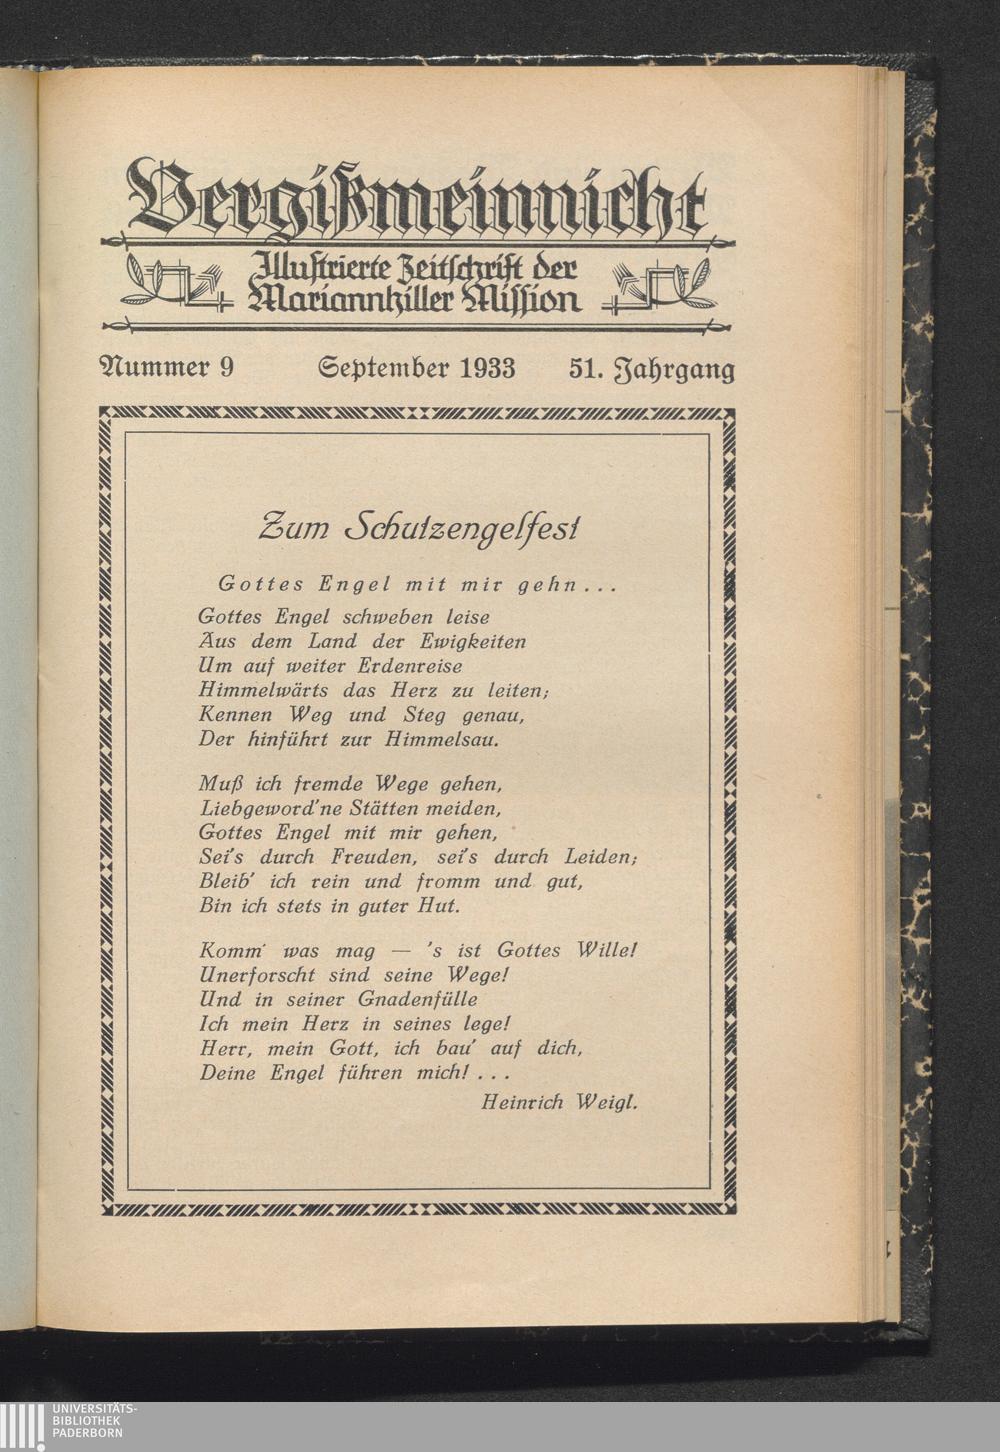 Vergißmeinnicht
Illustrierte Zeitschrift der
Mariannhiller Mission
Nummer 9 September 1933 51. Jahrgang
Zum Schutzengelfest
Gottes Engel mit mir gehn...
Gottes Engel schweben leise
Aus dem Land der Ewigkeiten
Um auf weiter Erdenreise
Himmelwärts das Herz zu leiten;
Kennen Weg und Steg genau,
Der hinführt zur Himmelsau.
Muß ich fremde Wege gehen,
Liebgeword'ne Stätten meiden,
Gottes Engel mit mir gehen,
Sei's durch Freuden, sei's durch Leiden;
Bleib' ich rein und fromm und gut,
Bin ich stets in guter Hut.
Komm' was mag — 's ist Gottes Wille!
Unerforscht sind seine Wege!
Und in seiner Gnadenfülle
Ich mein Herz in seines lege!
Herr, mein Gott, ich bau' auf dich,
Deine Engel führen mich! ...
Heinrich Weigl.
UNIVERSITÄTS-
BIBLIOTHEK
PADERBORN